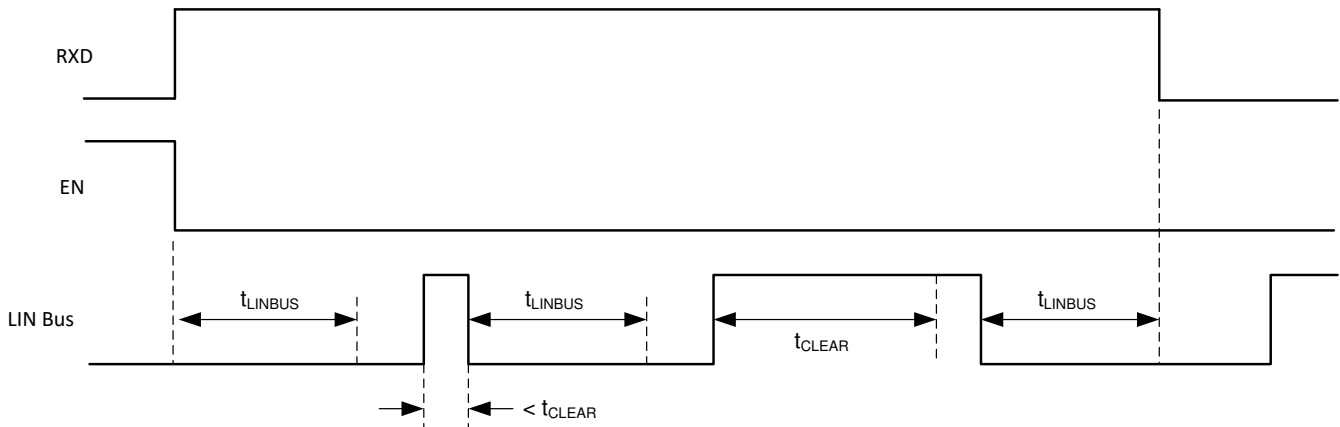 RXD
EN
LIN Bus
tLINBUS
tLINBUS
tCLEAR
tLINBUS
< tCLEAR